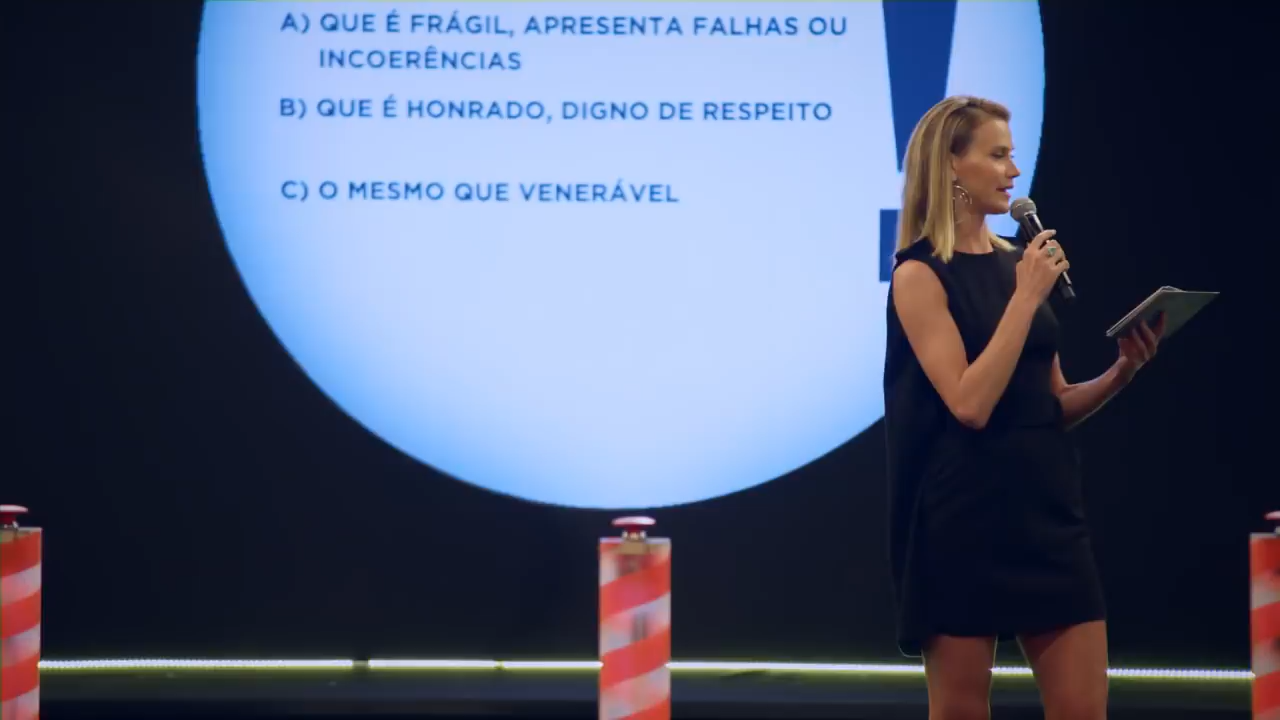 A) QUE É FRÁGIL, APRESENTA FALHAS OU
INCOERÊNCIAS
B) QUE É HONRADO, DIGNO DE RESPEITO
C) O MESMO QUE VENERÁVEL